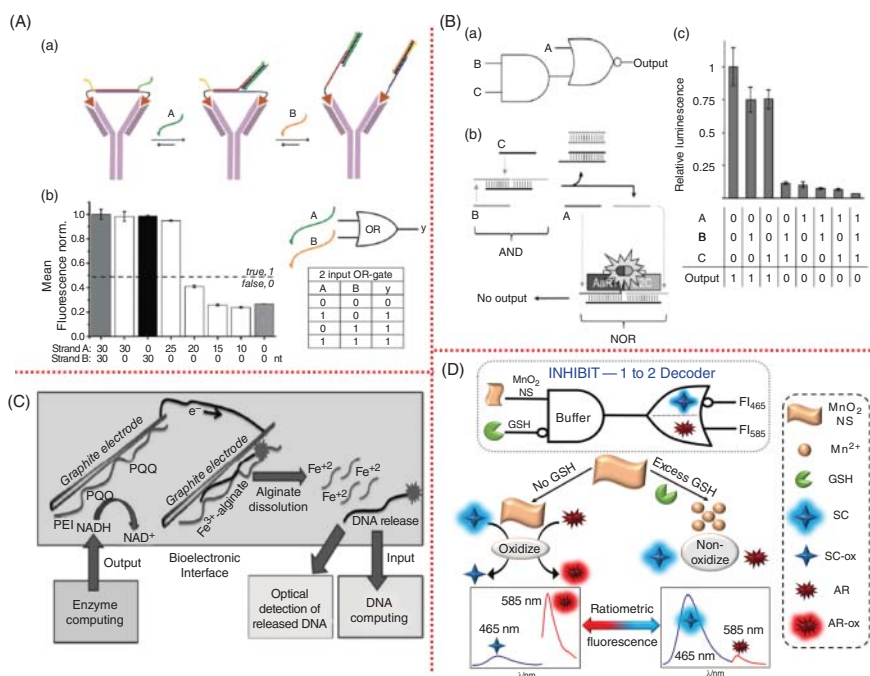 (A)
(a)
A
B
(b)
Mean
Fluorescence norm.
1.0
0.8
0.6
0.4
0.2
0.0
true, 1
false, 0
Strand A: 30 30 0 25 20 15 10 0
Strand B: 30 0 30 0 0 0 0 0 nt
A
B
OR
y
2 input OR-gate
A B y
0 0 0
1 0 1
0 1 1
1 1 1
(B)
(a)
A
B
C
Output
(b)
C
B
A
AND
No output
NOR
(c)
Relative luminescence
1
0.75
0.5
0.25
A 0 0 0 0 1 1 1 1
B 0 1 0 1 0 1 0 1
C 0 0 1 1 0 0 1 1
Output 1 1 1 0 0 0 0 0
(C)
Graphite electrode
e⁻
PQQ
PQQ
PEI
NADH
NAD⁺
Graphite electrode
Fe³⁺-alginate
Alginate
dissolution
Fe⁺²
Fe⁺²
Fe⁺²
DNA release
Output
Bioelectronic
Interface
Input
Enzyme
computing
Optical
detection of
released DNA
DNA
computing
(D)
INHIBIT — 1 to 2 Decoder
MnO₂
NS
GSH
Buffer
FI₄₆₅
FI₅₈₅
No GSH
Excess GSH
Oxidize
Non-
oxidize
585 nm
465 nm
λ/nm
Ratiometric
fluorescence
465 nm
585 nm
λ/nm
MnO₂
NS
Mn²⁺
GSH
SC
SC-ox
AR
AR-ox